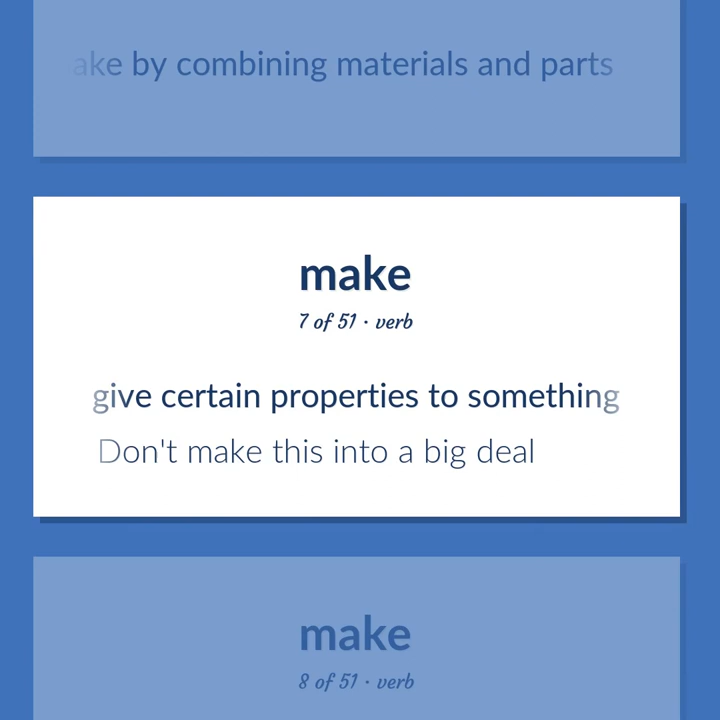 ake by combining materials and parts
make
7 of 51 · verb
give certain properties to something
Don't make this into a big deal
make
8 of 51 · verb